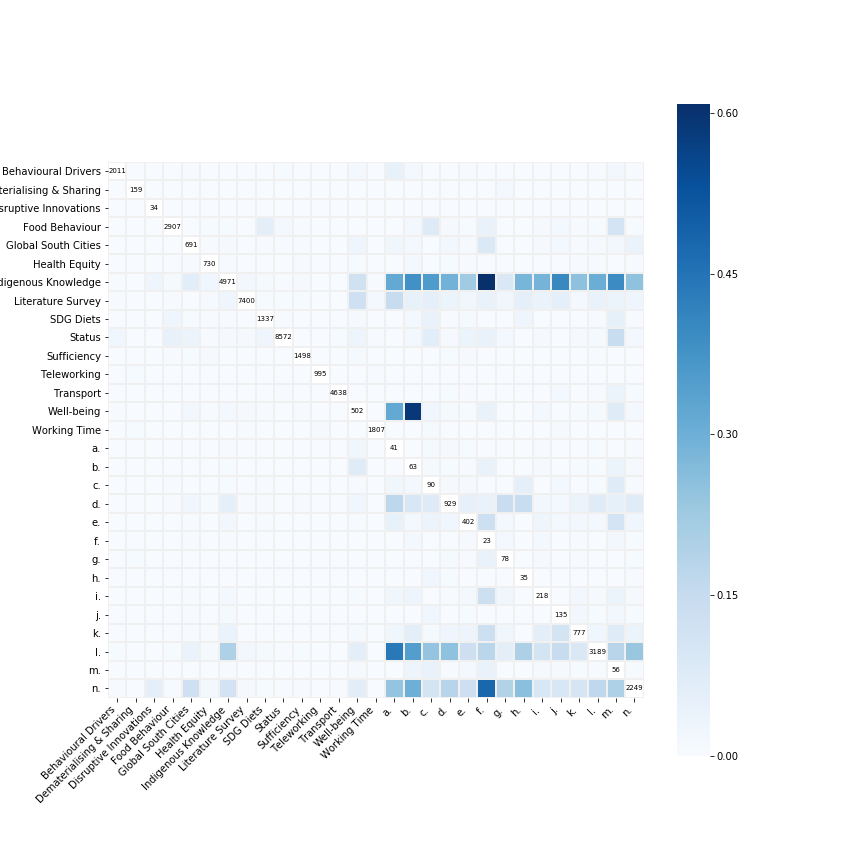 0.60
Behavioural Drivers 2011
terialising & Sharing 159
sruptive Innovations 34
Food Behaviour 2907
Global South Cities 691
0.45
Health Equity 730
digenous Knowledge 4971
Literature Survey 7400
SDG Diets 1337
Status 8572
Sufficiency 1498
Teleworking 995
Transport 4638
Well-being 502
Working Time 1807
0.30
a. 41
b. 63
c. 90
d. 929
e. 402
f. 23
g. 78
h. 35
0.15
i. 218
j. 135
k. 777
l. 3189
m. 56
n. 2249
0.00
Behavioural Drivers
Dematerialising & Sharing
Disruptive Innovations
Food Behaviour
Global South Cities
Health Equity
Indigenous Knowledge
Literature Survey
SDG Diets
Status
Sufficiency
Teleworking
Transport
Well-being
Working Time
a.
b.
c.
d.
e.
f.
g.
h.
i.
j.
k.
l.
m.
n.